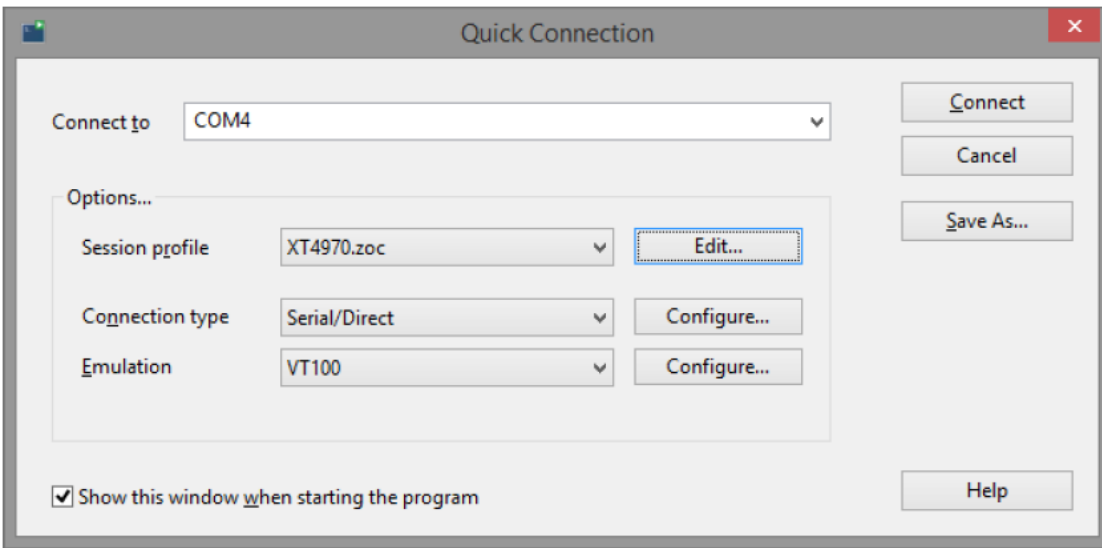 Quick Connection
Connect to COM4
Connect
Cancel
Save As...
Options...
Session profile XT4970.zoc Edit...
Connection type Serial/Direct Configure...
Emulation VT100 Configure...
Show this window when starting the program
Help